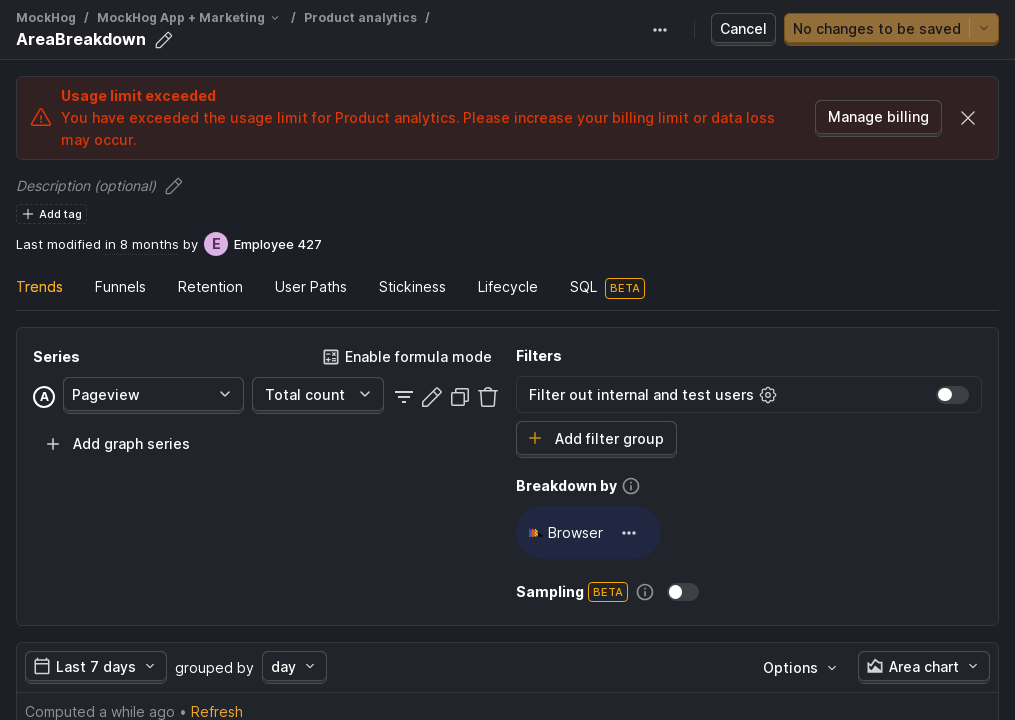 MockHog / MockHog App + Marketing / Product analytics /
AreaBreakdown
Cancel
No changes to be saved
Usage limit exceeded
You have exceeded the usage limit for Product analytics. Please increase your billing limit or data loss
may occur.
Manage billing
Description (optional)
Add tag
Last modified in 8 months by E Employee 427
Trends Funnels Retention User Paths Stickiness Lifecycle SQL BETA
Series
Enable formula mode
A Pageview Total count
Add graph series
Filters
Filter out internal and test users
Add filter group
Breakdown by
Browser
Sampling BETA
Last 7 days grouped by day Options Area chart
Computed a while ago • Refresh